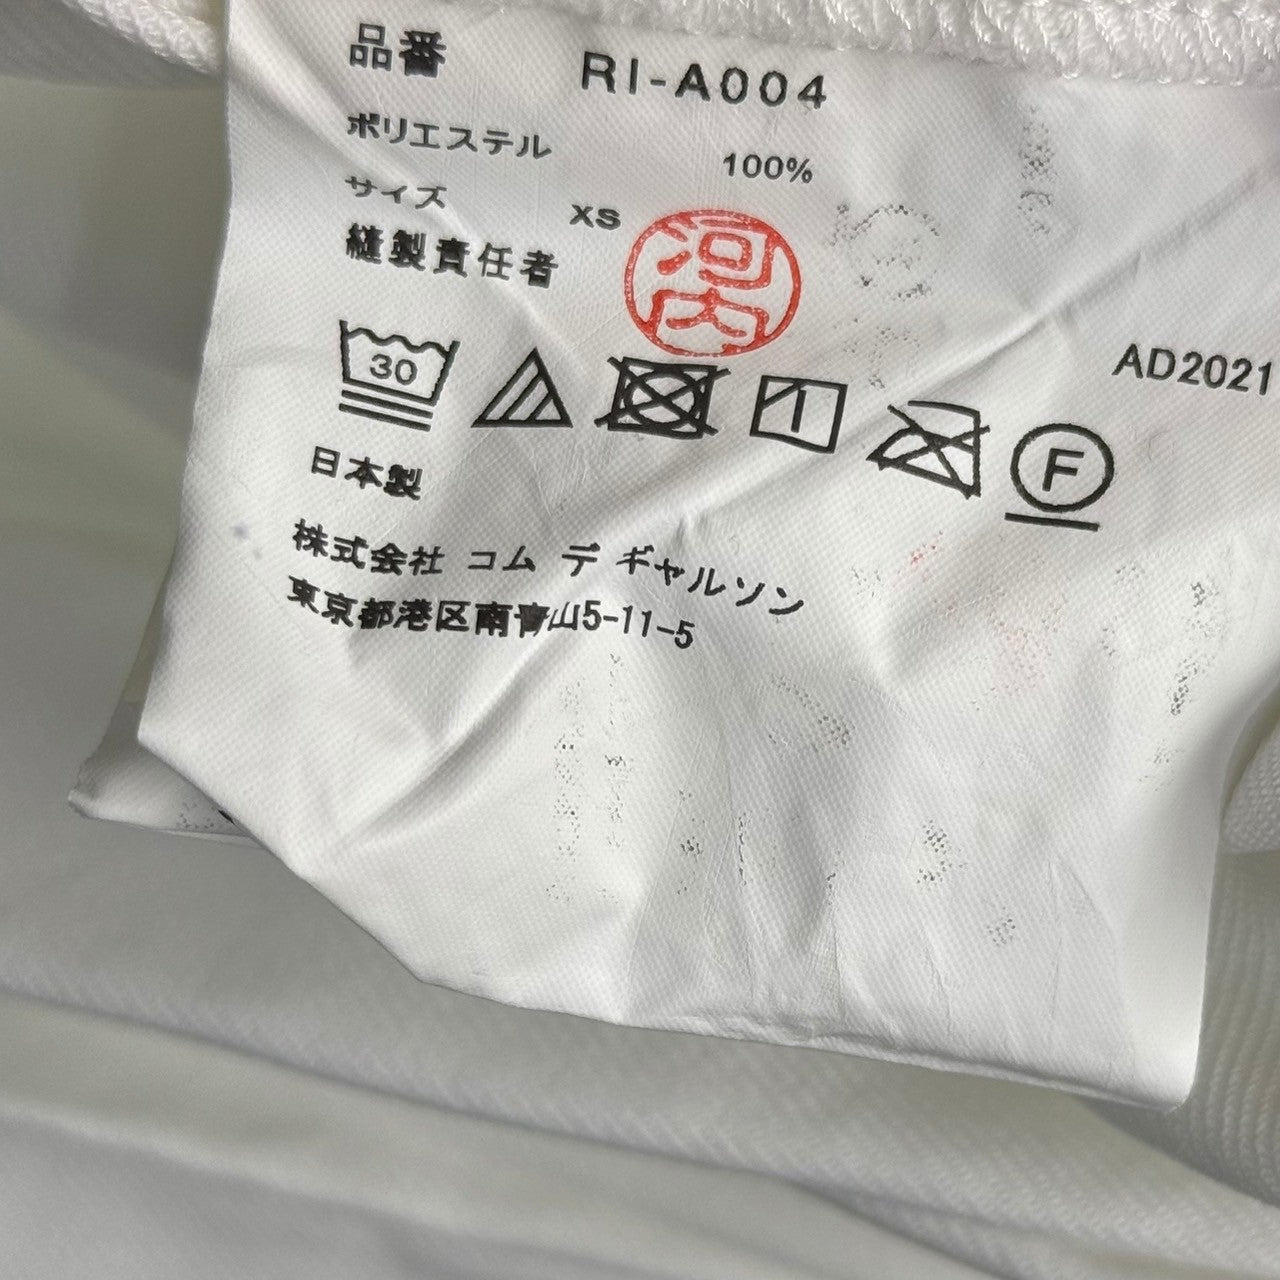 品番 RI-A004
ポリエステル 100%
サイズ XS
縫製責任者 河内
30
F
AD2021
日本製
株式会社 コム デ ギャルソン
東京都港区南青山5-11-5